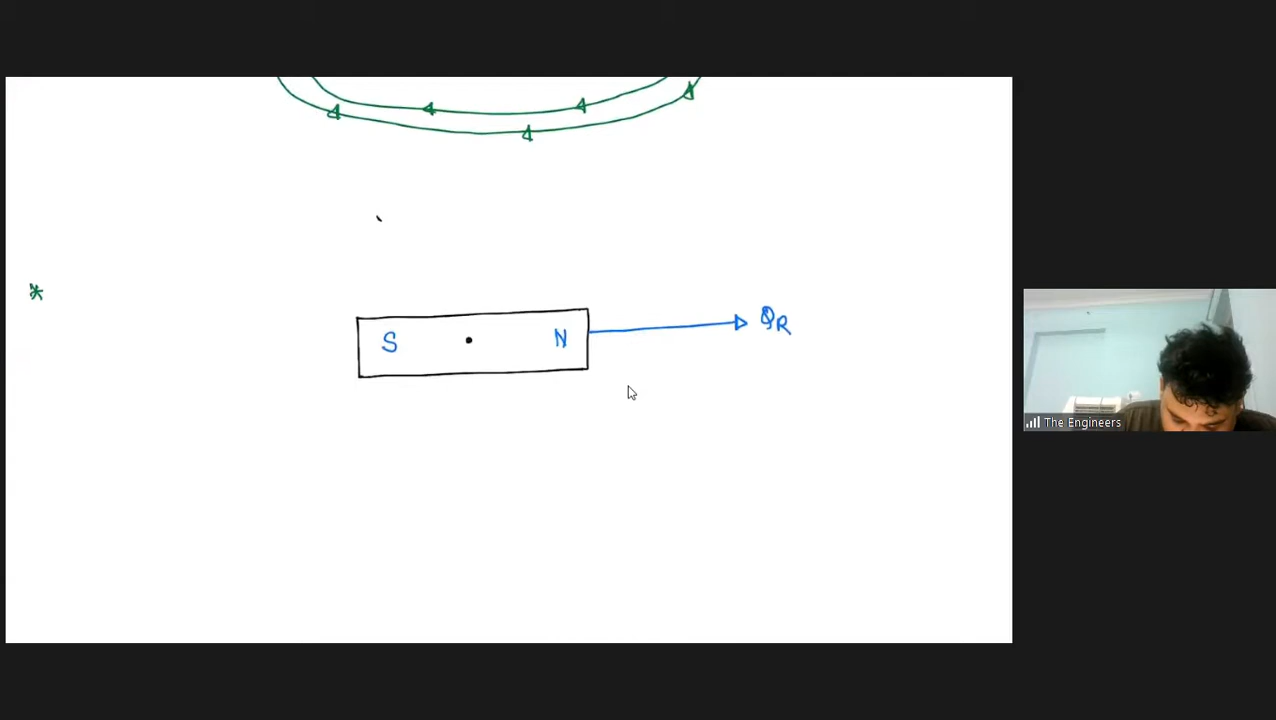 *
S N ΦR
The Engineers